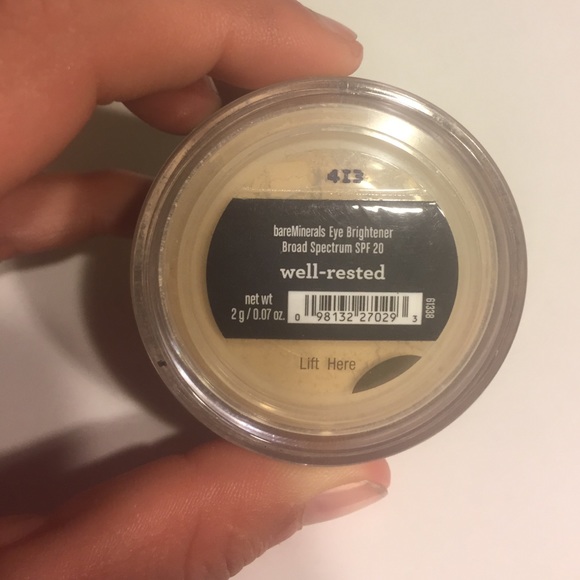 4I3
bareMinerals Eye Brightener
Broad Spectrum SPF 20
well-rested
net wt
2 g / 0.07 oz.
0 98132 27029 3
61338
Lift Here